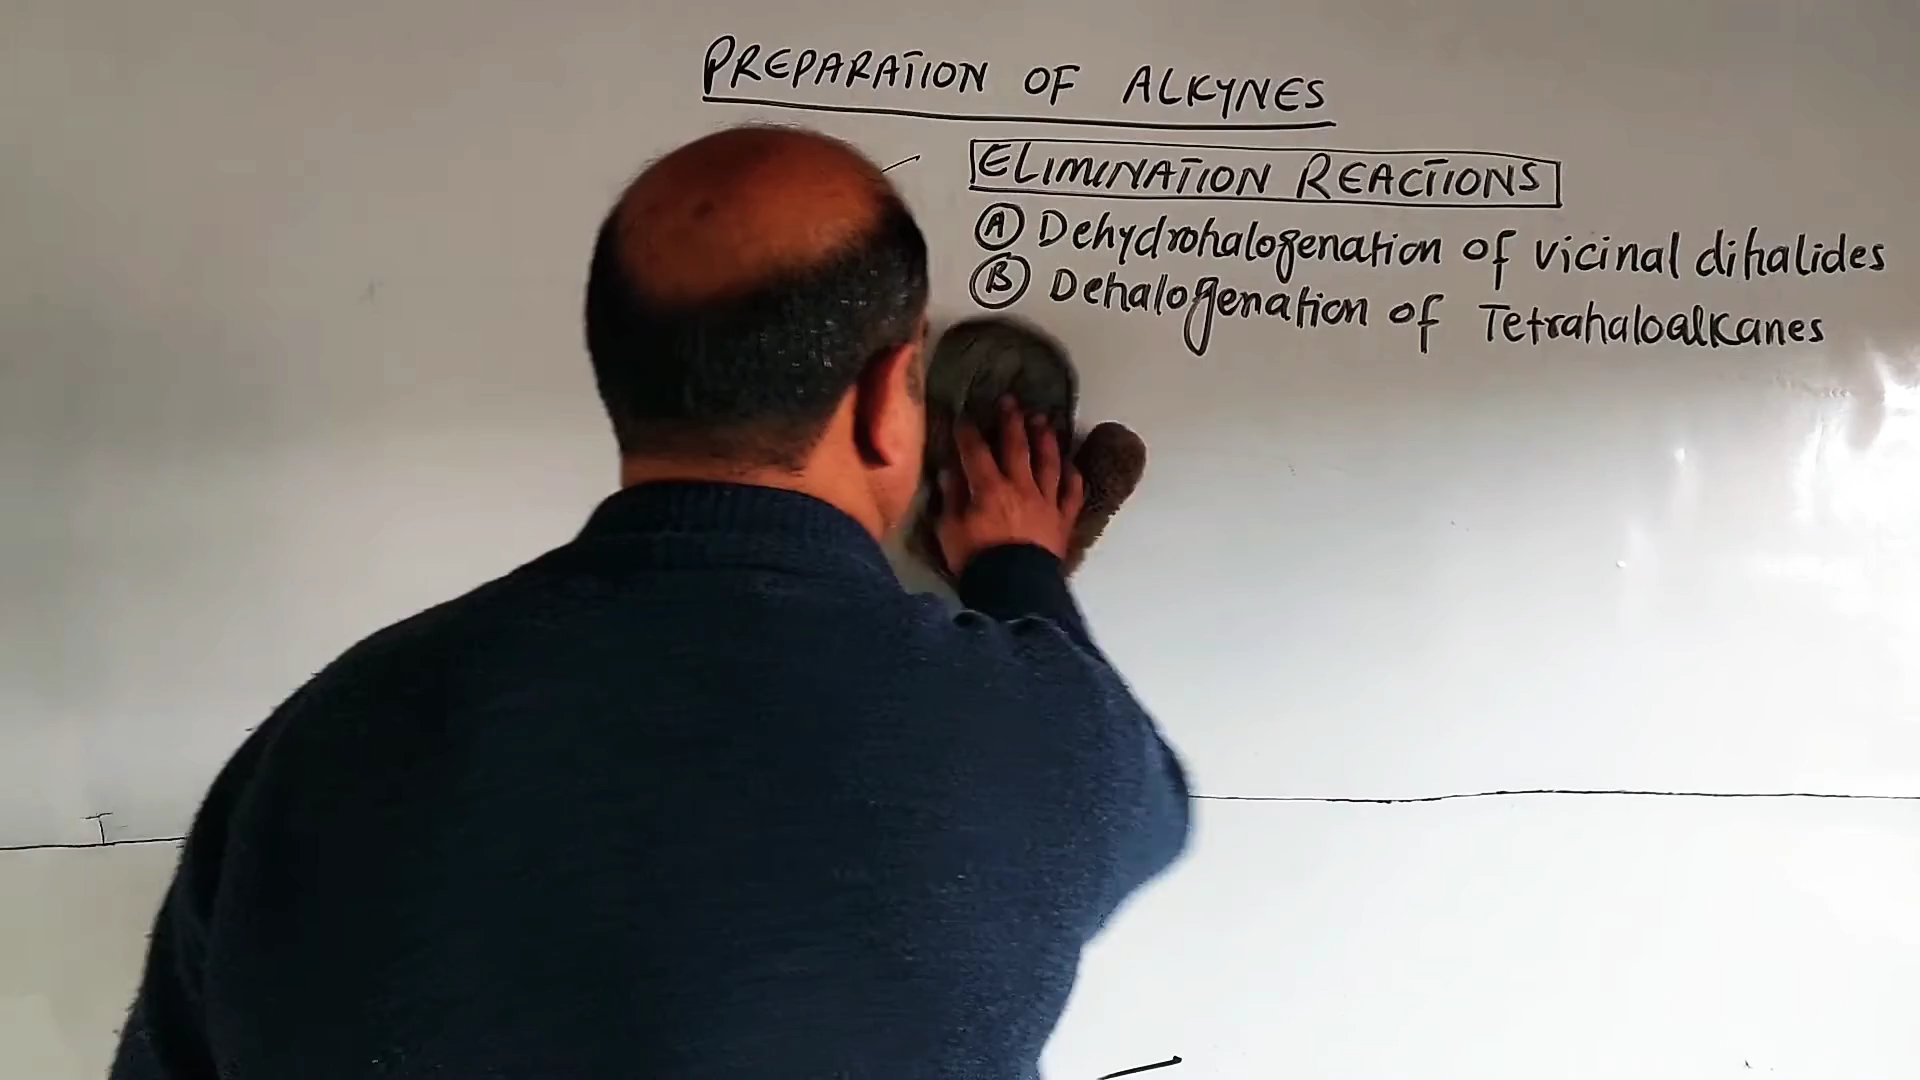 PREPARATION OF ALKYNES
ELIMINATION REACTIONS
Ⓐ Dehydrohalogenation of vicinal dihalides
Ⓑ Dehalogenation of Tetrahaloalkanes